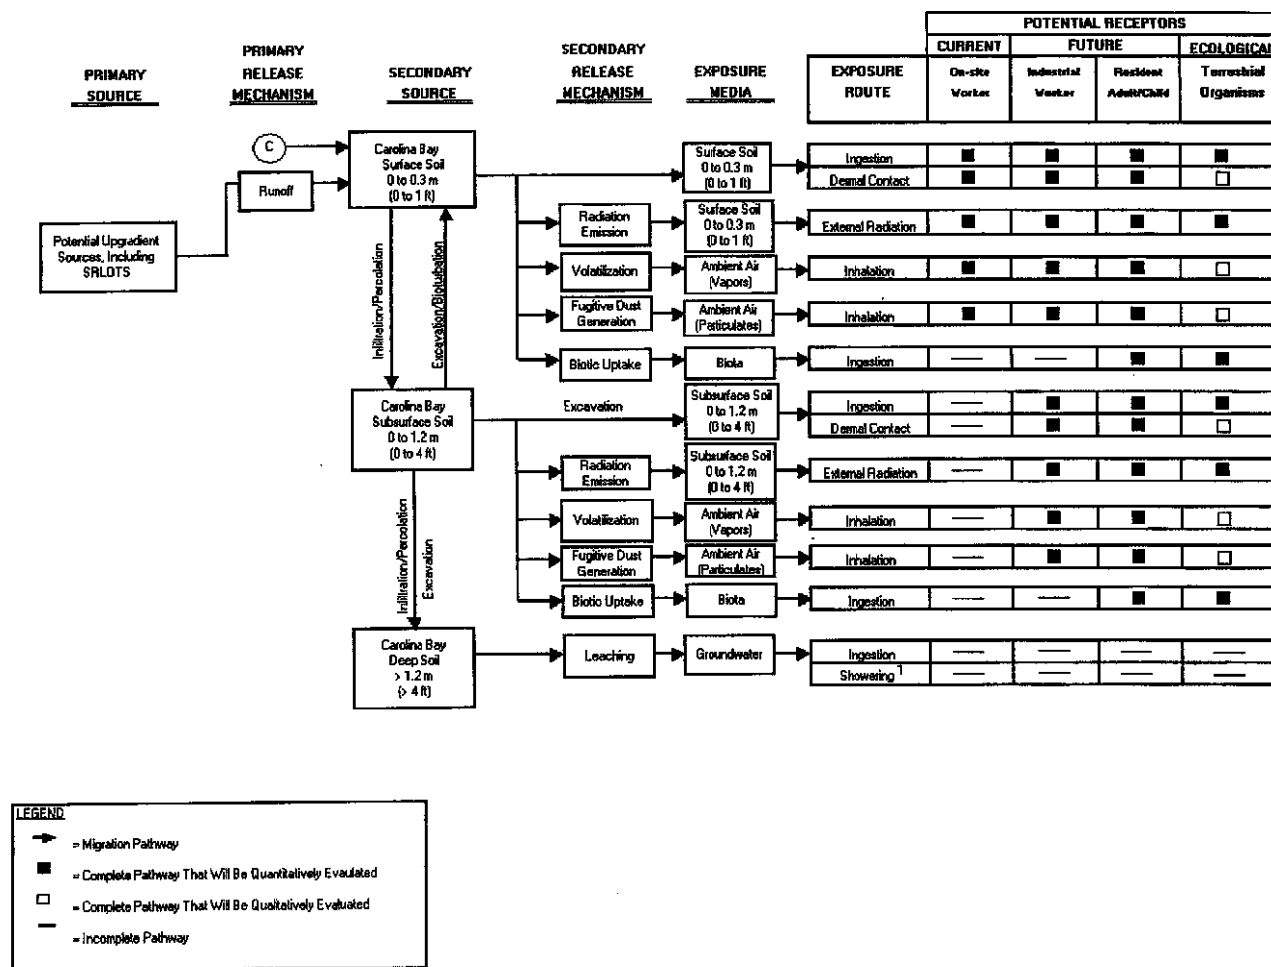 POTENTIAL RECEPTORS
CURRENT FUTURE ECOLOGICAL
PRIMARY SOURCE
PRIMARY RELEASE MECHANISM
SECONDARY SOURCE
SECONDARY RELEASE MECHANISM
EXPOSURE MEDIA
EXPOSURE ROUTE
On-site Worker
Industrial Worker
Resident Adult/Child
Terrestrial Organisms
C
Runoff
Potential Upgradient
Sources, Including
SRLOTS
Carolina Bay
Surface Soil
0 to 0.3 m
(0 to 1 ft)
Surface Soil
0 to 0.3 m
(0 to 1 ft)
Ingestion
Dermal Contact
Radiation
Emission
Surface Soil
0 to 0.3 m
(0 to 1 ft)
External Radiation
Volatilization
Ambient Air
(Vapors)
Inhalation
Fugitive Dust
Generation
Ambient Air
(Particulates)
Inhalation
Biotic Uptake
Biota
Ingestion
Infiltration/Percolation
Excavation/Bioturbation
Carolina Bay
Subsurface Soil
0 to 1.2 m
(0 to 4 ft)
Excavation
Subsurface Soil
0 to 1.2 m
(0 to 4 ft)
Ingestion
Dermal Contact
Radiation
Emission
Subsurface Soil
0 to 1.2 m
(0 to 4 ft)
External Radiation
Volatilization
Ambient Air
(Vapors)
Inhalation
Fugitive Dust
Generation
Ambient Air
(Particulates)
Inhalation
Biotic Uptake
Biota
Ingestion
Infiltration/Percolation
Excavation
Carolina Bay
Deep Soil
> 1.2 m
(> 4 ft)
Leaching
Groundwater
Ingestion
Showering 1
LEGEND
= Migration Pathway
= Complete Pathway That Will Be Quantitatively Evaulated
= Complete Pathway That Will Be Qualitatively Evaluated
= Incomplete Pathway